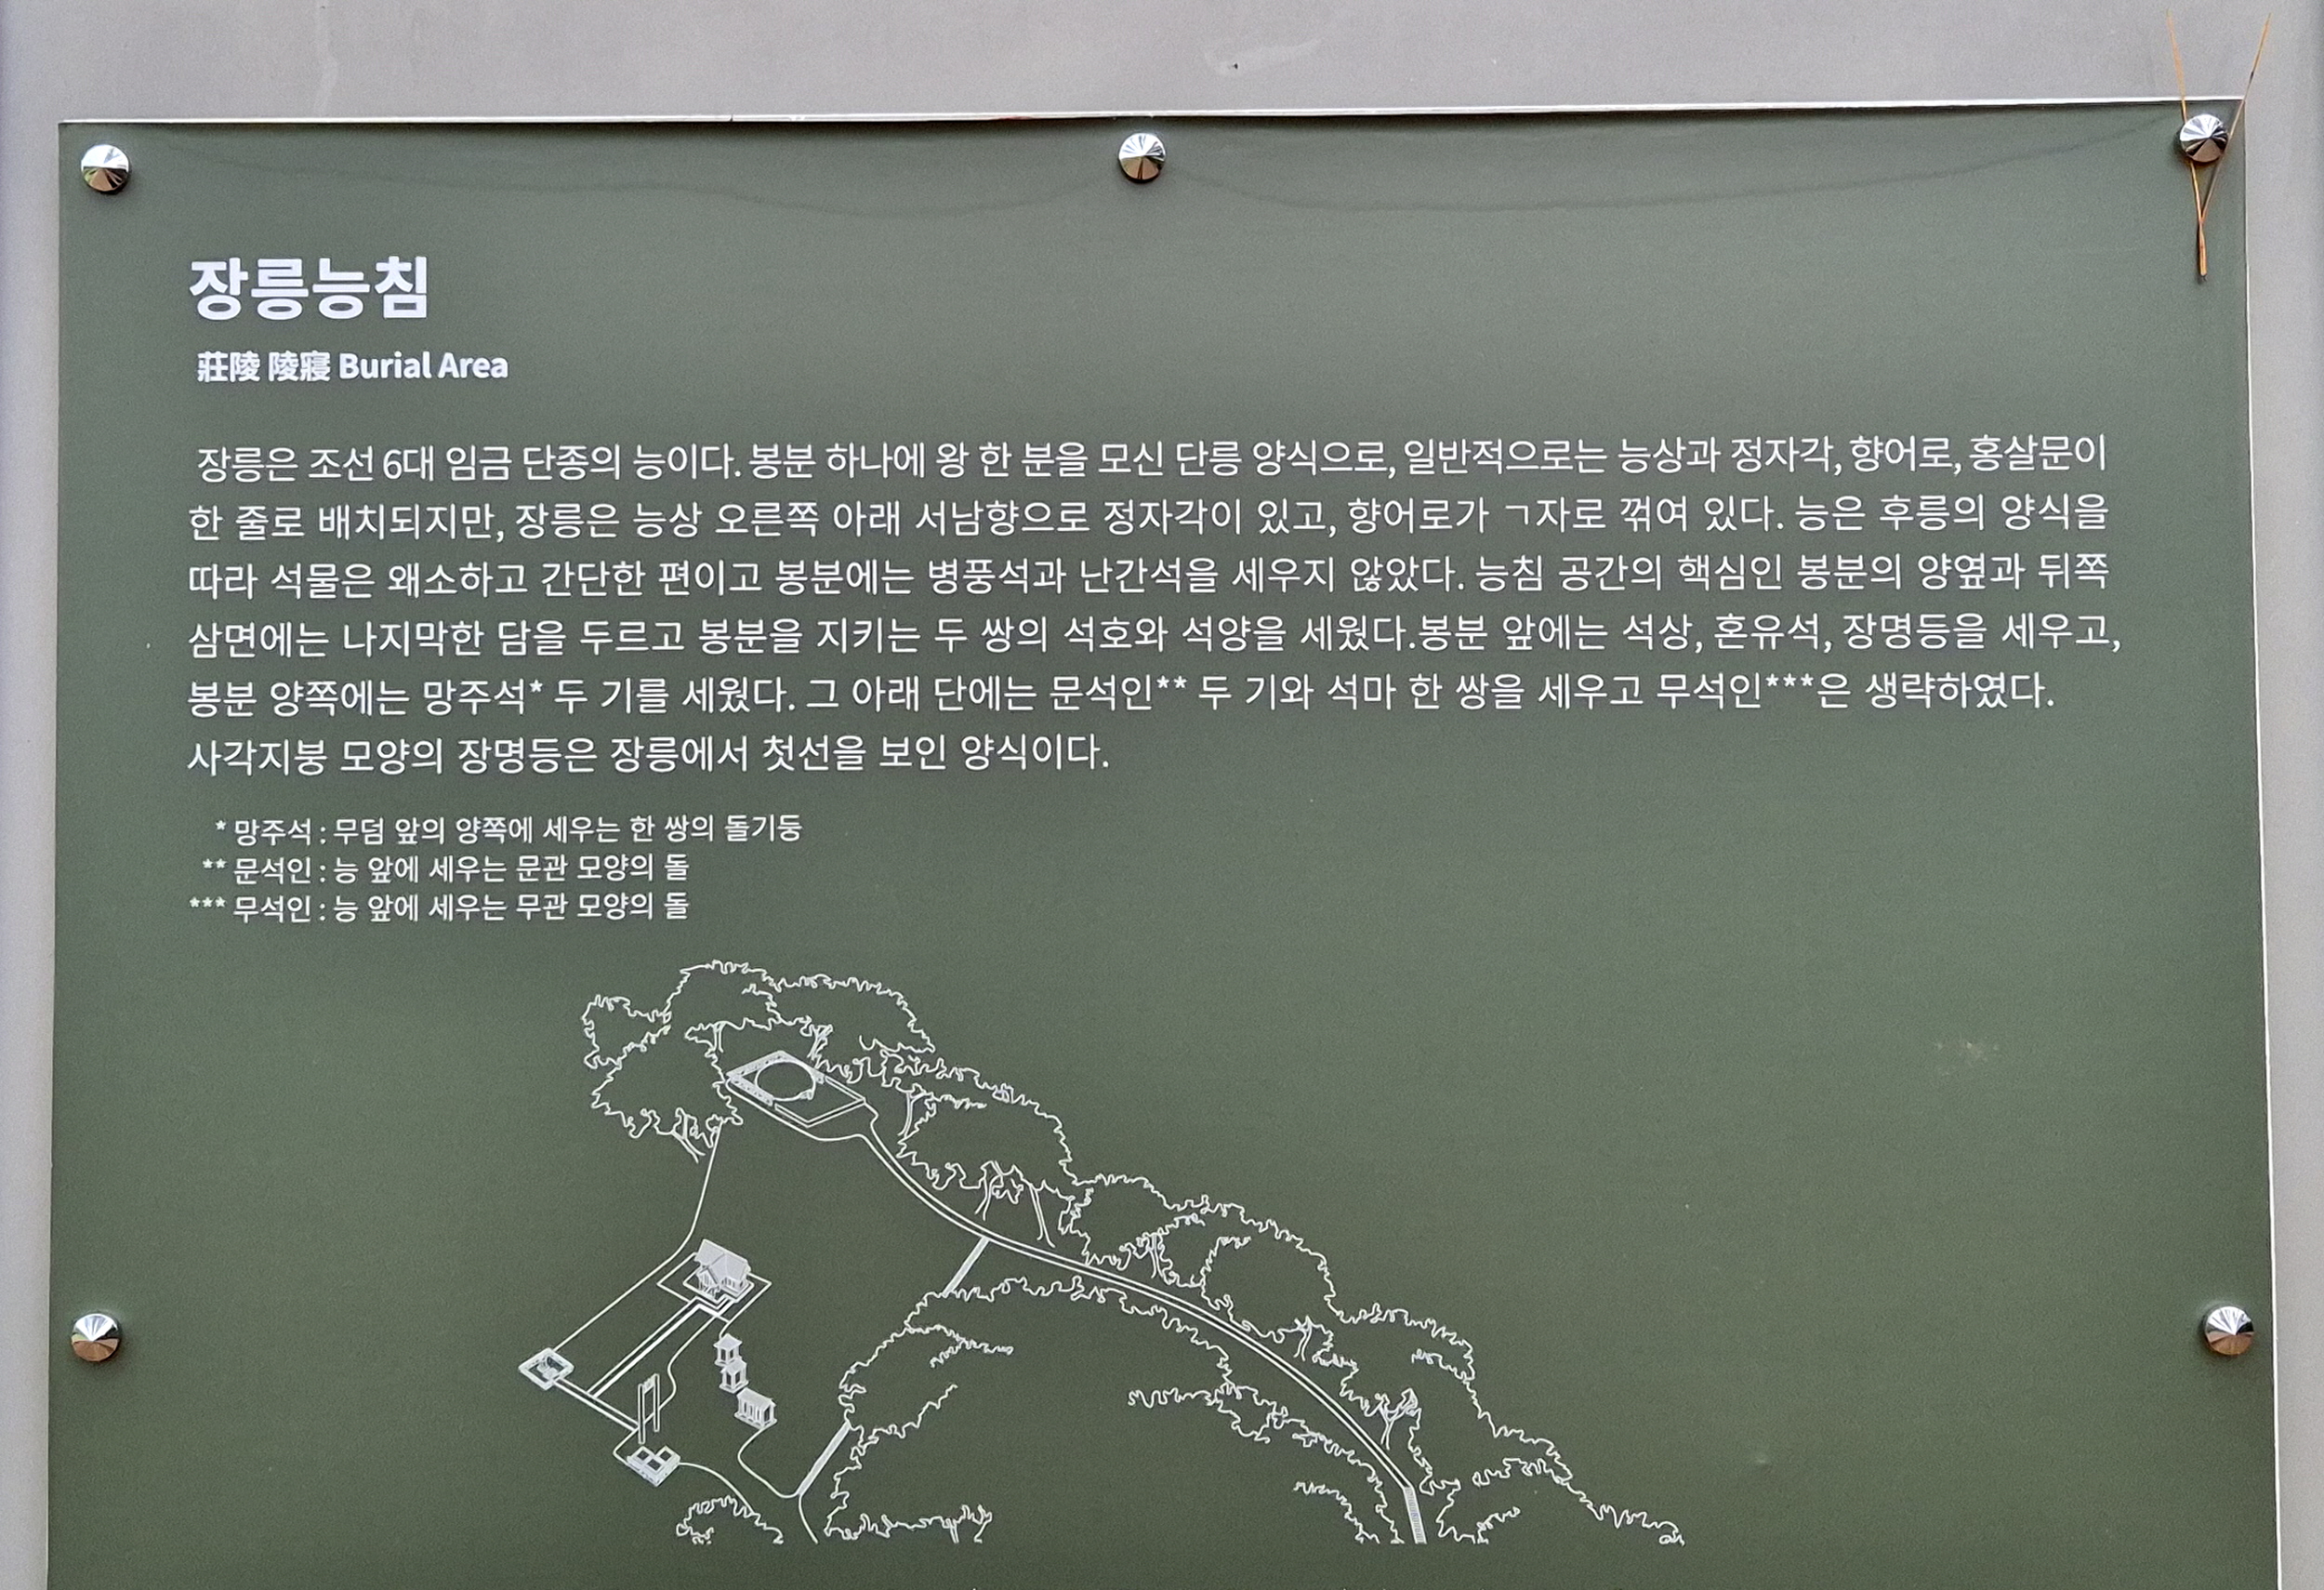 장릉능침
莊陵 陵寢 Burial Area
장릉은 조선 6대 임금 단종의 능이다. 봉분 하나에 왕 한 분을 모신 단릉 양식으로, 일반적으로는 능상과 정자각, 향어로, 홍살문이
한 줄로 배치되지만, 장릉은 능상 오른쪽 아래 서남향으로 정자각이 있고, 향어로가 ㄱ자로 꺾여 있다. 능은 후릉의 양식을
따라 석물은 왜소하고 간단한 편이고 봉분에는 병풍석과 난간석을 세우지 않았다. 능침 공간의 핵심인 봉분의 양옆과 뒤쪽
삼면에는 나지막한 담을 두르고 봉분을 지키는 두 쌍의 석호와 석양을 세웠다.봉분 앞에는 석상, 혼유석, 장명등을 세우고,
봉분 양쪽에는 망주석* 두 기를 세웠다. 그 아래 단에는 문석인** 두 기와 석마 한 쌍을 세우고 무석인***은 생략하였다.
사각지붕 모양의 장명등은 장릉에서 첫선을 보인 양식이다.
* 망주석 : 무덤 앞의 양쪽에 세우는 한 쌍의 돌기둥
** 문석인 : 능 앞에 세우는 문관 모양의 돌
*** 무석인 : 능 앞에 세우는 무관 모양의 돌